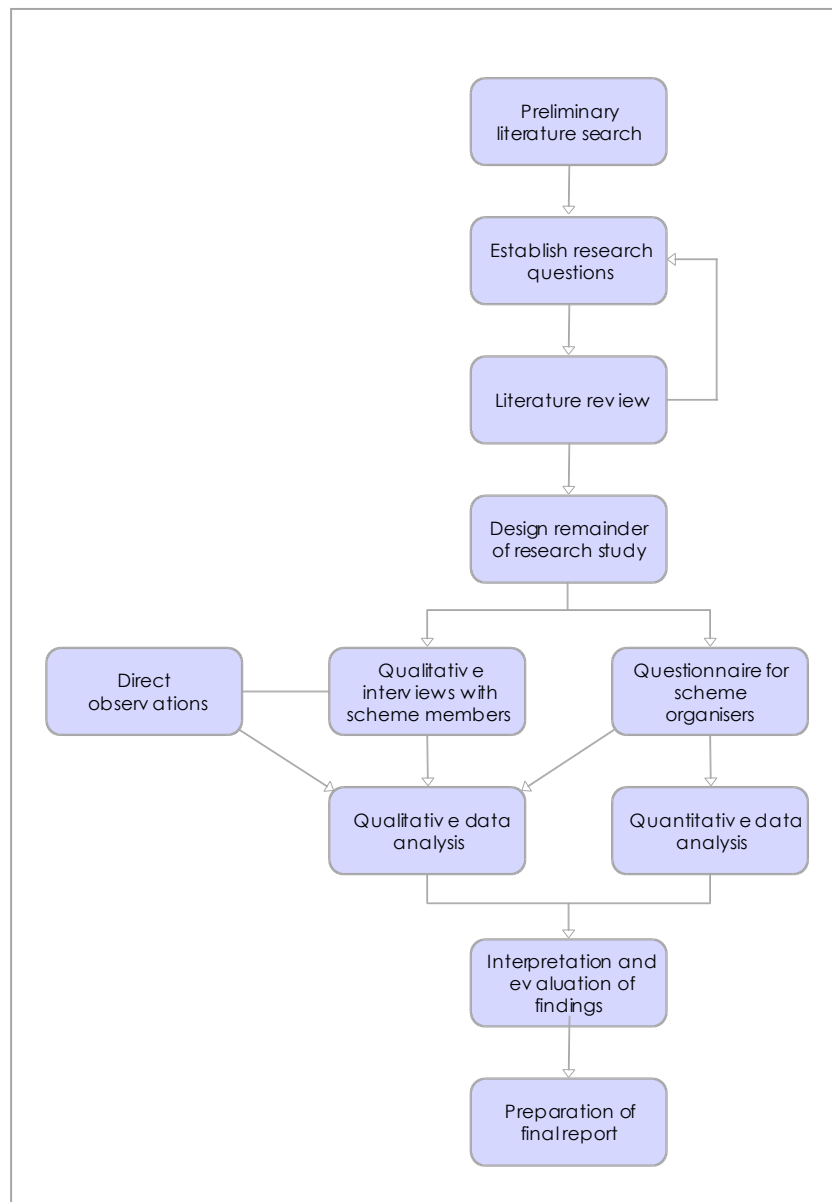 Preliminary
literature search
Establish research
questions
Literature review
Design remainder
of research study
Direct
observations
Qualitative
interviews with
scheme members
Questionnaire for
scheme
organisers
Qualitative data
analysis
Quantitative data
analysis
Interpretation and
evaluation of
findings
Preparation of
final report